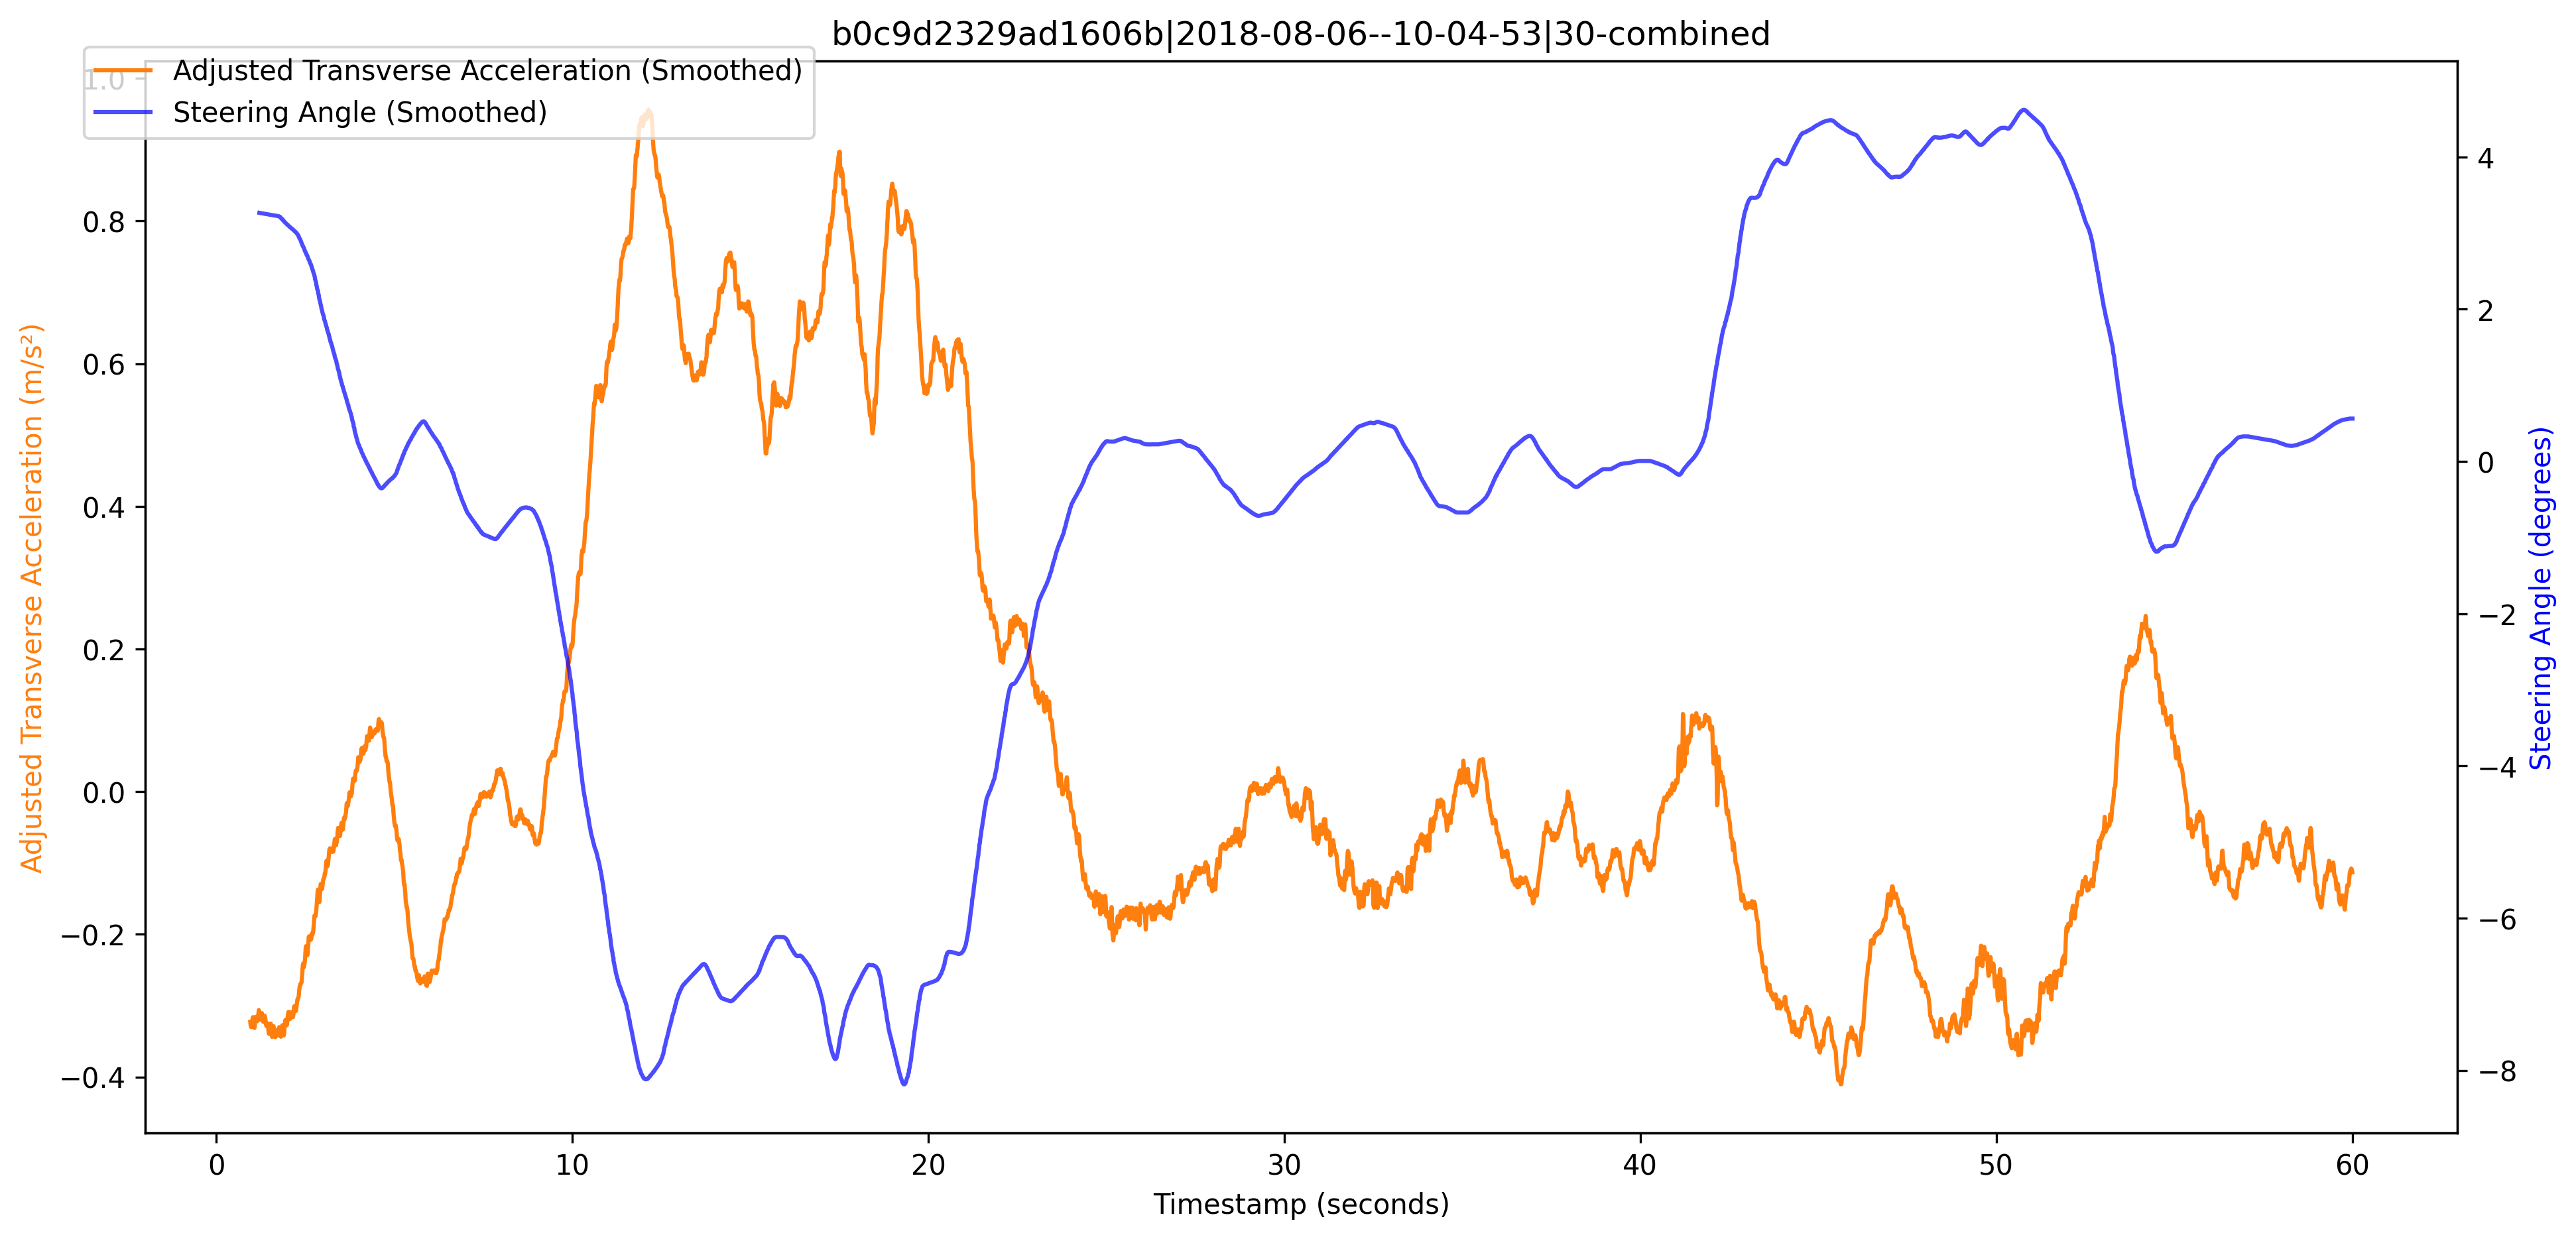 b0c9d2329ad1606b|2018-08-06--10-04-53|30-combined
Adjusted Transverse Acceleration (Smoothed)
Steering Angle (Smoothed)
Adjusted Transverse Acceleration (m/s²)
1.0
0.8
0.6
0.4
0.2
0.0
−0.2
−0.4
4
2
0
−2
−4
−6
−8
Steering Angle (degrees)
0 10 20 30 40 50 60
Timestamp (seconds)